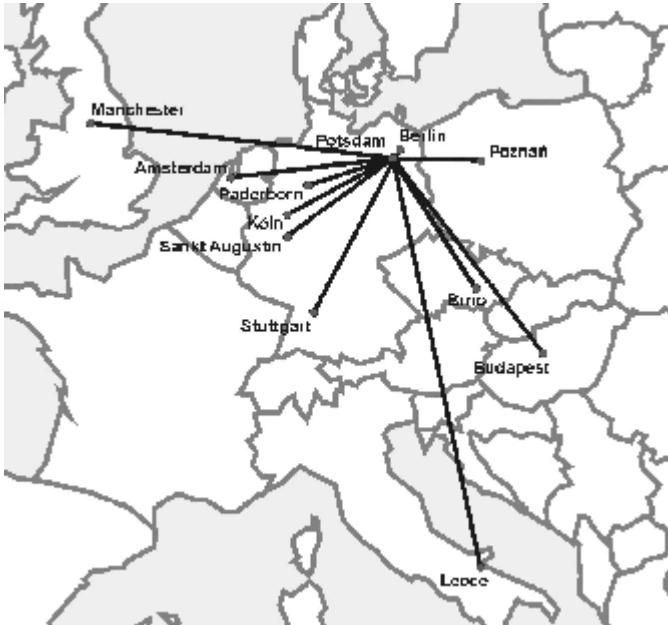 Manchester
Potsdam
Berlin
Poznań
Amsterdam
Paderborn
Köln
Sankt Augustin
Brno
Stuttgart
Budapest
Lecce